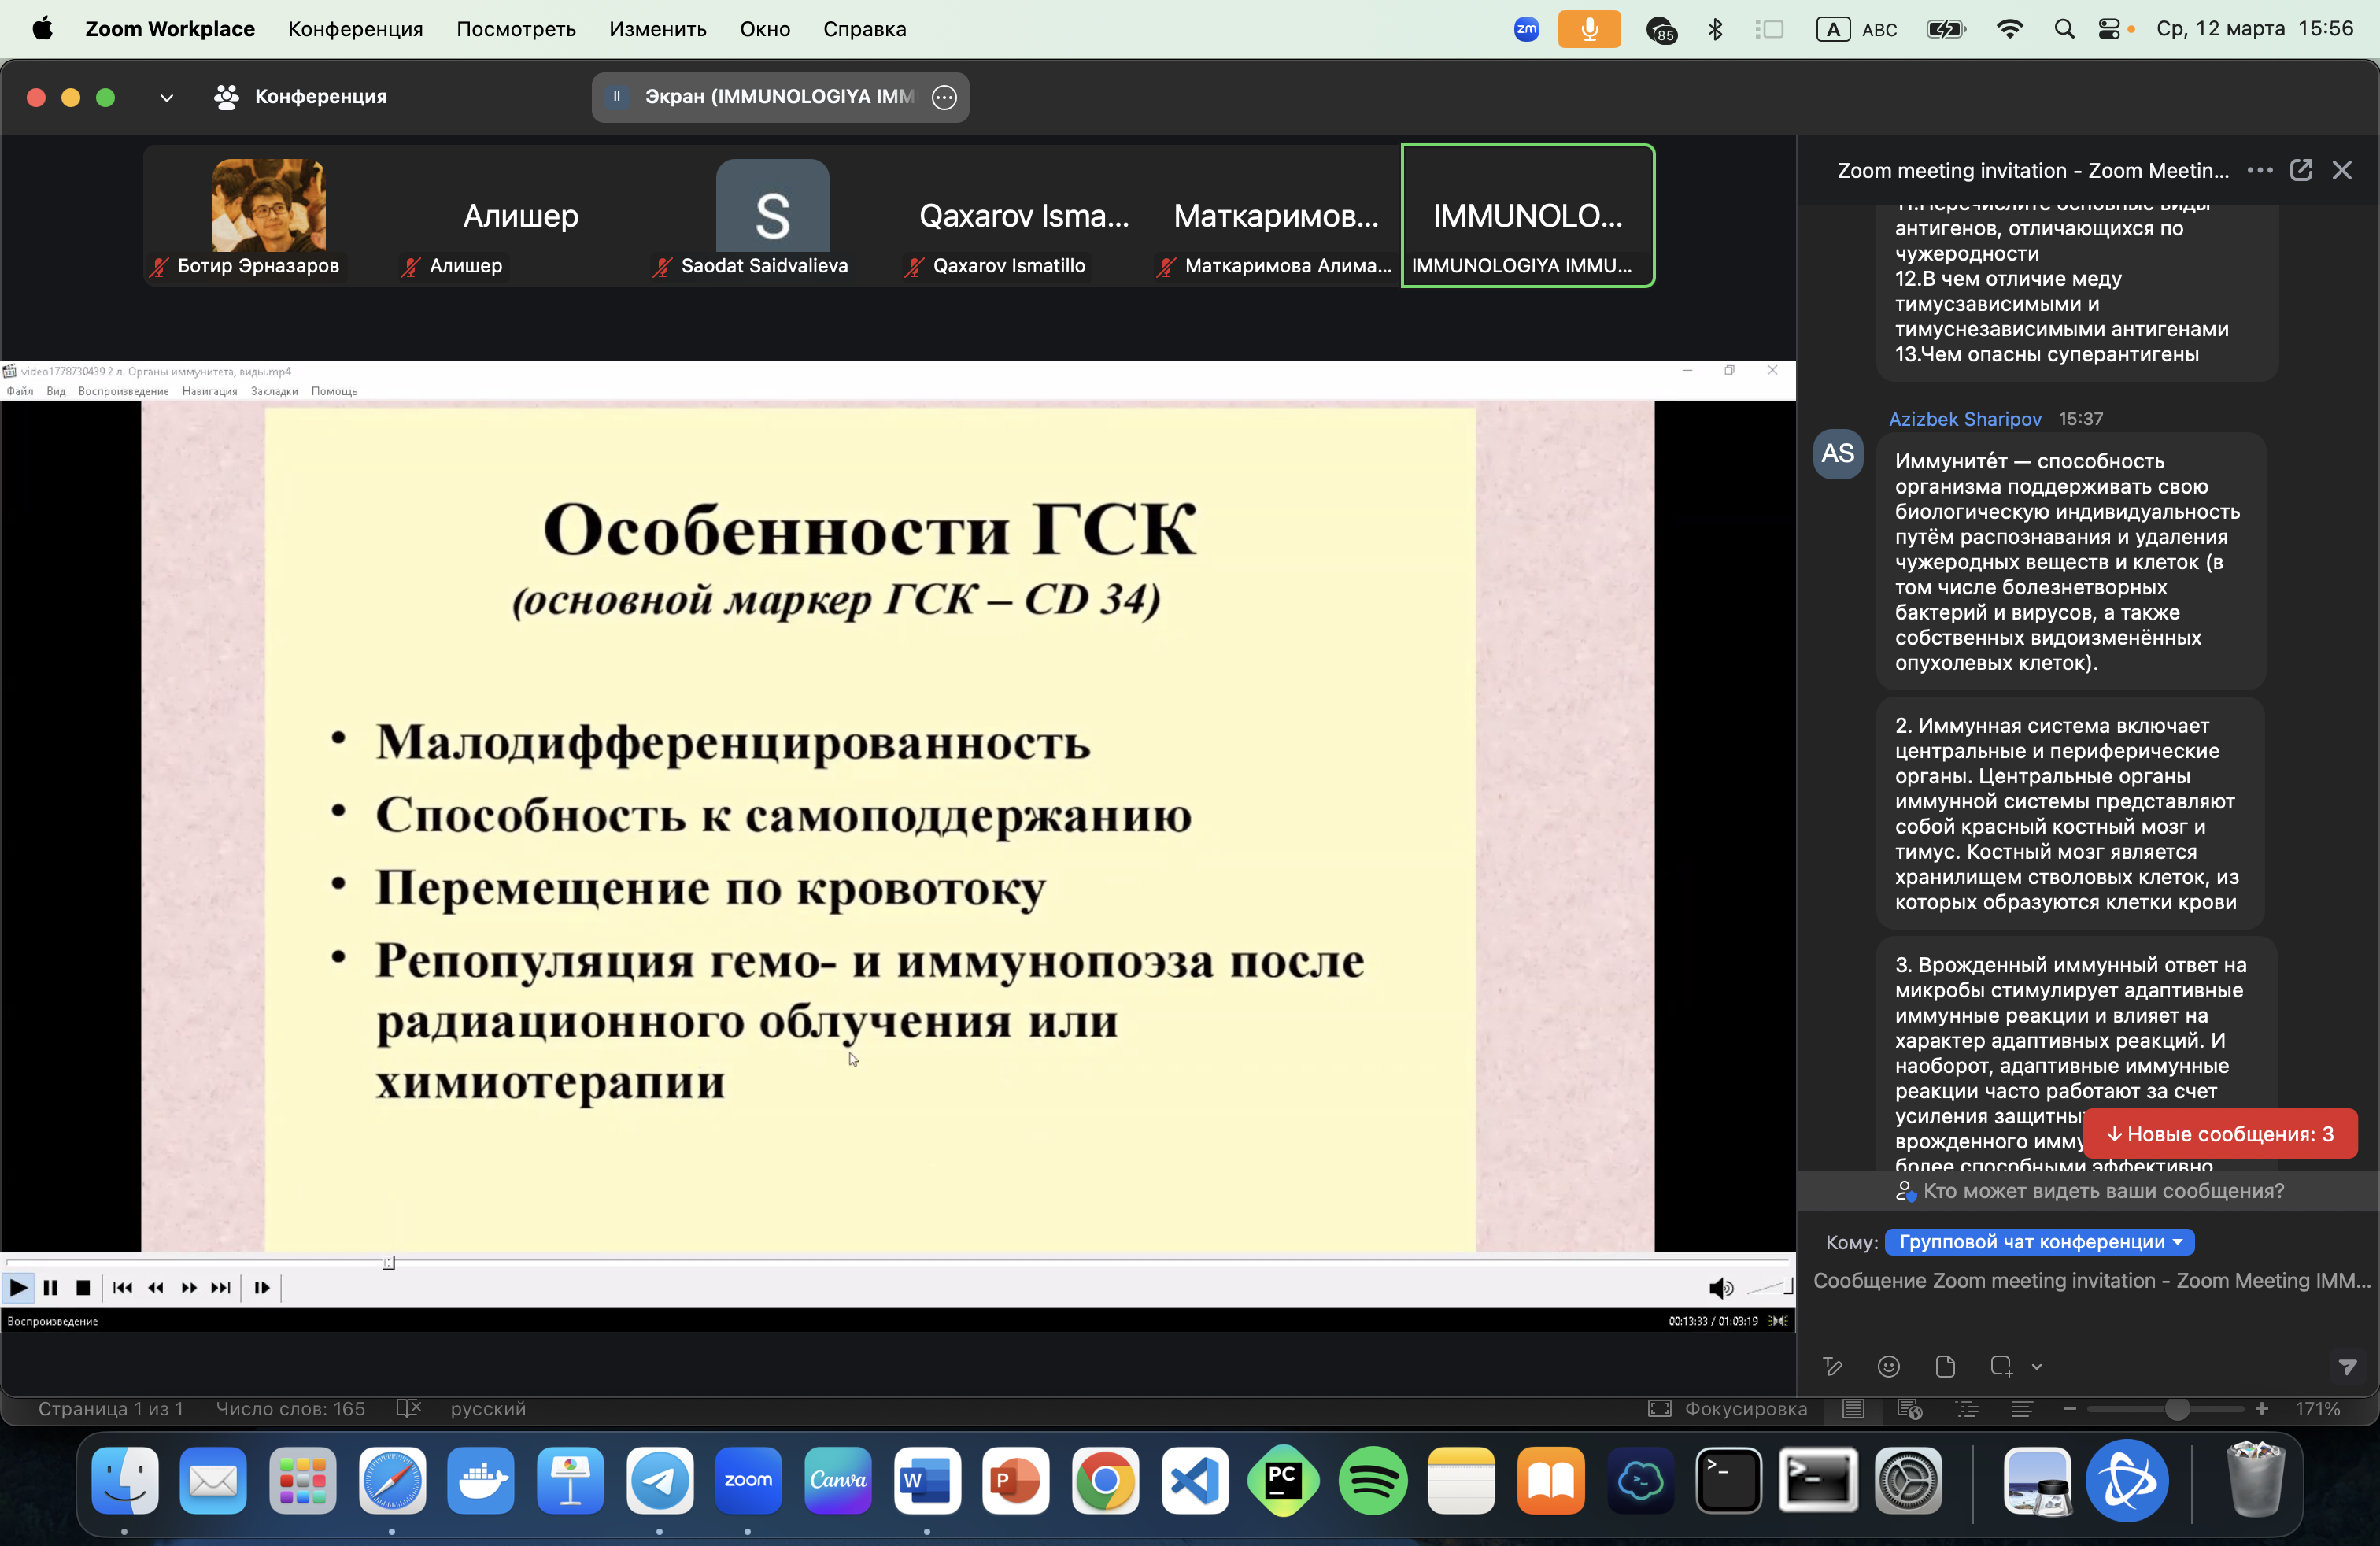 Zoom Workplace Конференция Посмотреть Изменить Окно Справка
zm 85 A ABC Ср, 12 марта 15:56
Конференция
Экран (IMMUNOLOGIYA IMM
Алишер
S
Qaxarov Isma...
Маткаримов...
IMMUNOLO...
Ботир Эрназаров
Алишер
Saodat Saidvalieva
Qaxarov Ismatillo
Маткаримова Алима...
IMMUNOLOGIYA IMMU...
video1778730439 2 л. Органы иммунитета, виды.mp4
Файл Вид Воспроизведение Навигация Закладки Помощь
Особенности ГСК
(основной маркер ГСК – CD 34)
• Малодифференцированность
• Способность к самоподдержанию
• Перемещение по кровотоку
• Репопуляция гемо- и иммунопоэза после
радиационного облучения или
химиотерапии
Воспроизведение
00:13:33 / 01:03:19
Zoom meeting invitation - Zoom Meetin...
11.Перечислите основные виды
антигенов, отличающихся по
чужеродности
12.В чем отличие меду
тимусзависимыми и
тимуснезависимыми антигенами
13.Чем опасны суперантигены
Azizbek Sharipov 15:37
AS
Иммуните́т — способность
организма поддерживать свою
биологическую индивидуальность
путём распознавания и удаления
чужеродных веществ и клеток (в
том числе болезнетворных
бактерий и вирусов, а также
собственных видоизменённых
опухолевых клеток).
2. Иммунная система включает
центральные и периферические
органы. Центральные органы
иммунной системы представляют
собой красный костный мозг и
тимус. Костный мозг является
хранилищем стволовых клеток, из
которых образуются клетки крови
3. Врожденный иммунный ответ на
микробы стимулирует адаптивные
иммунные реакции и влияет на
характер адаптивных реакций. И
наоборот, адаптивные иммунные
реакции часто работают за счет
усиления защитны
врожденного имму
более способными эффективно
Новые сообщения: 3
Кто может видеть ваши сообщения?
Кому: Групповой чат конференции
Сообщение Zoom meeting invitation - Zoom Meeting IMM...
Страница 1 из 1 Число слов: 165 русский Фокусировка 171%
zoom Canva W P PC